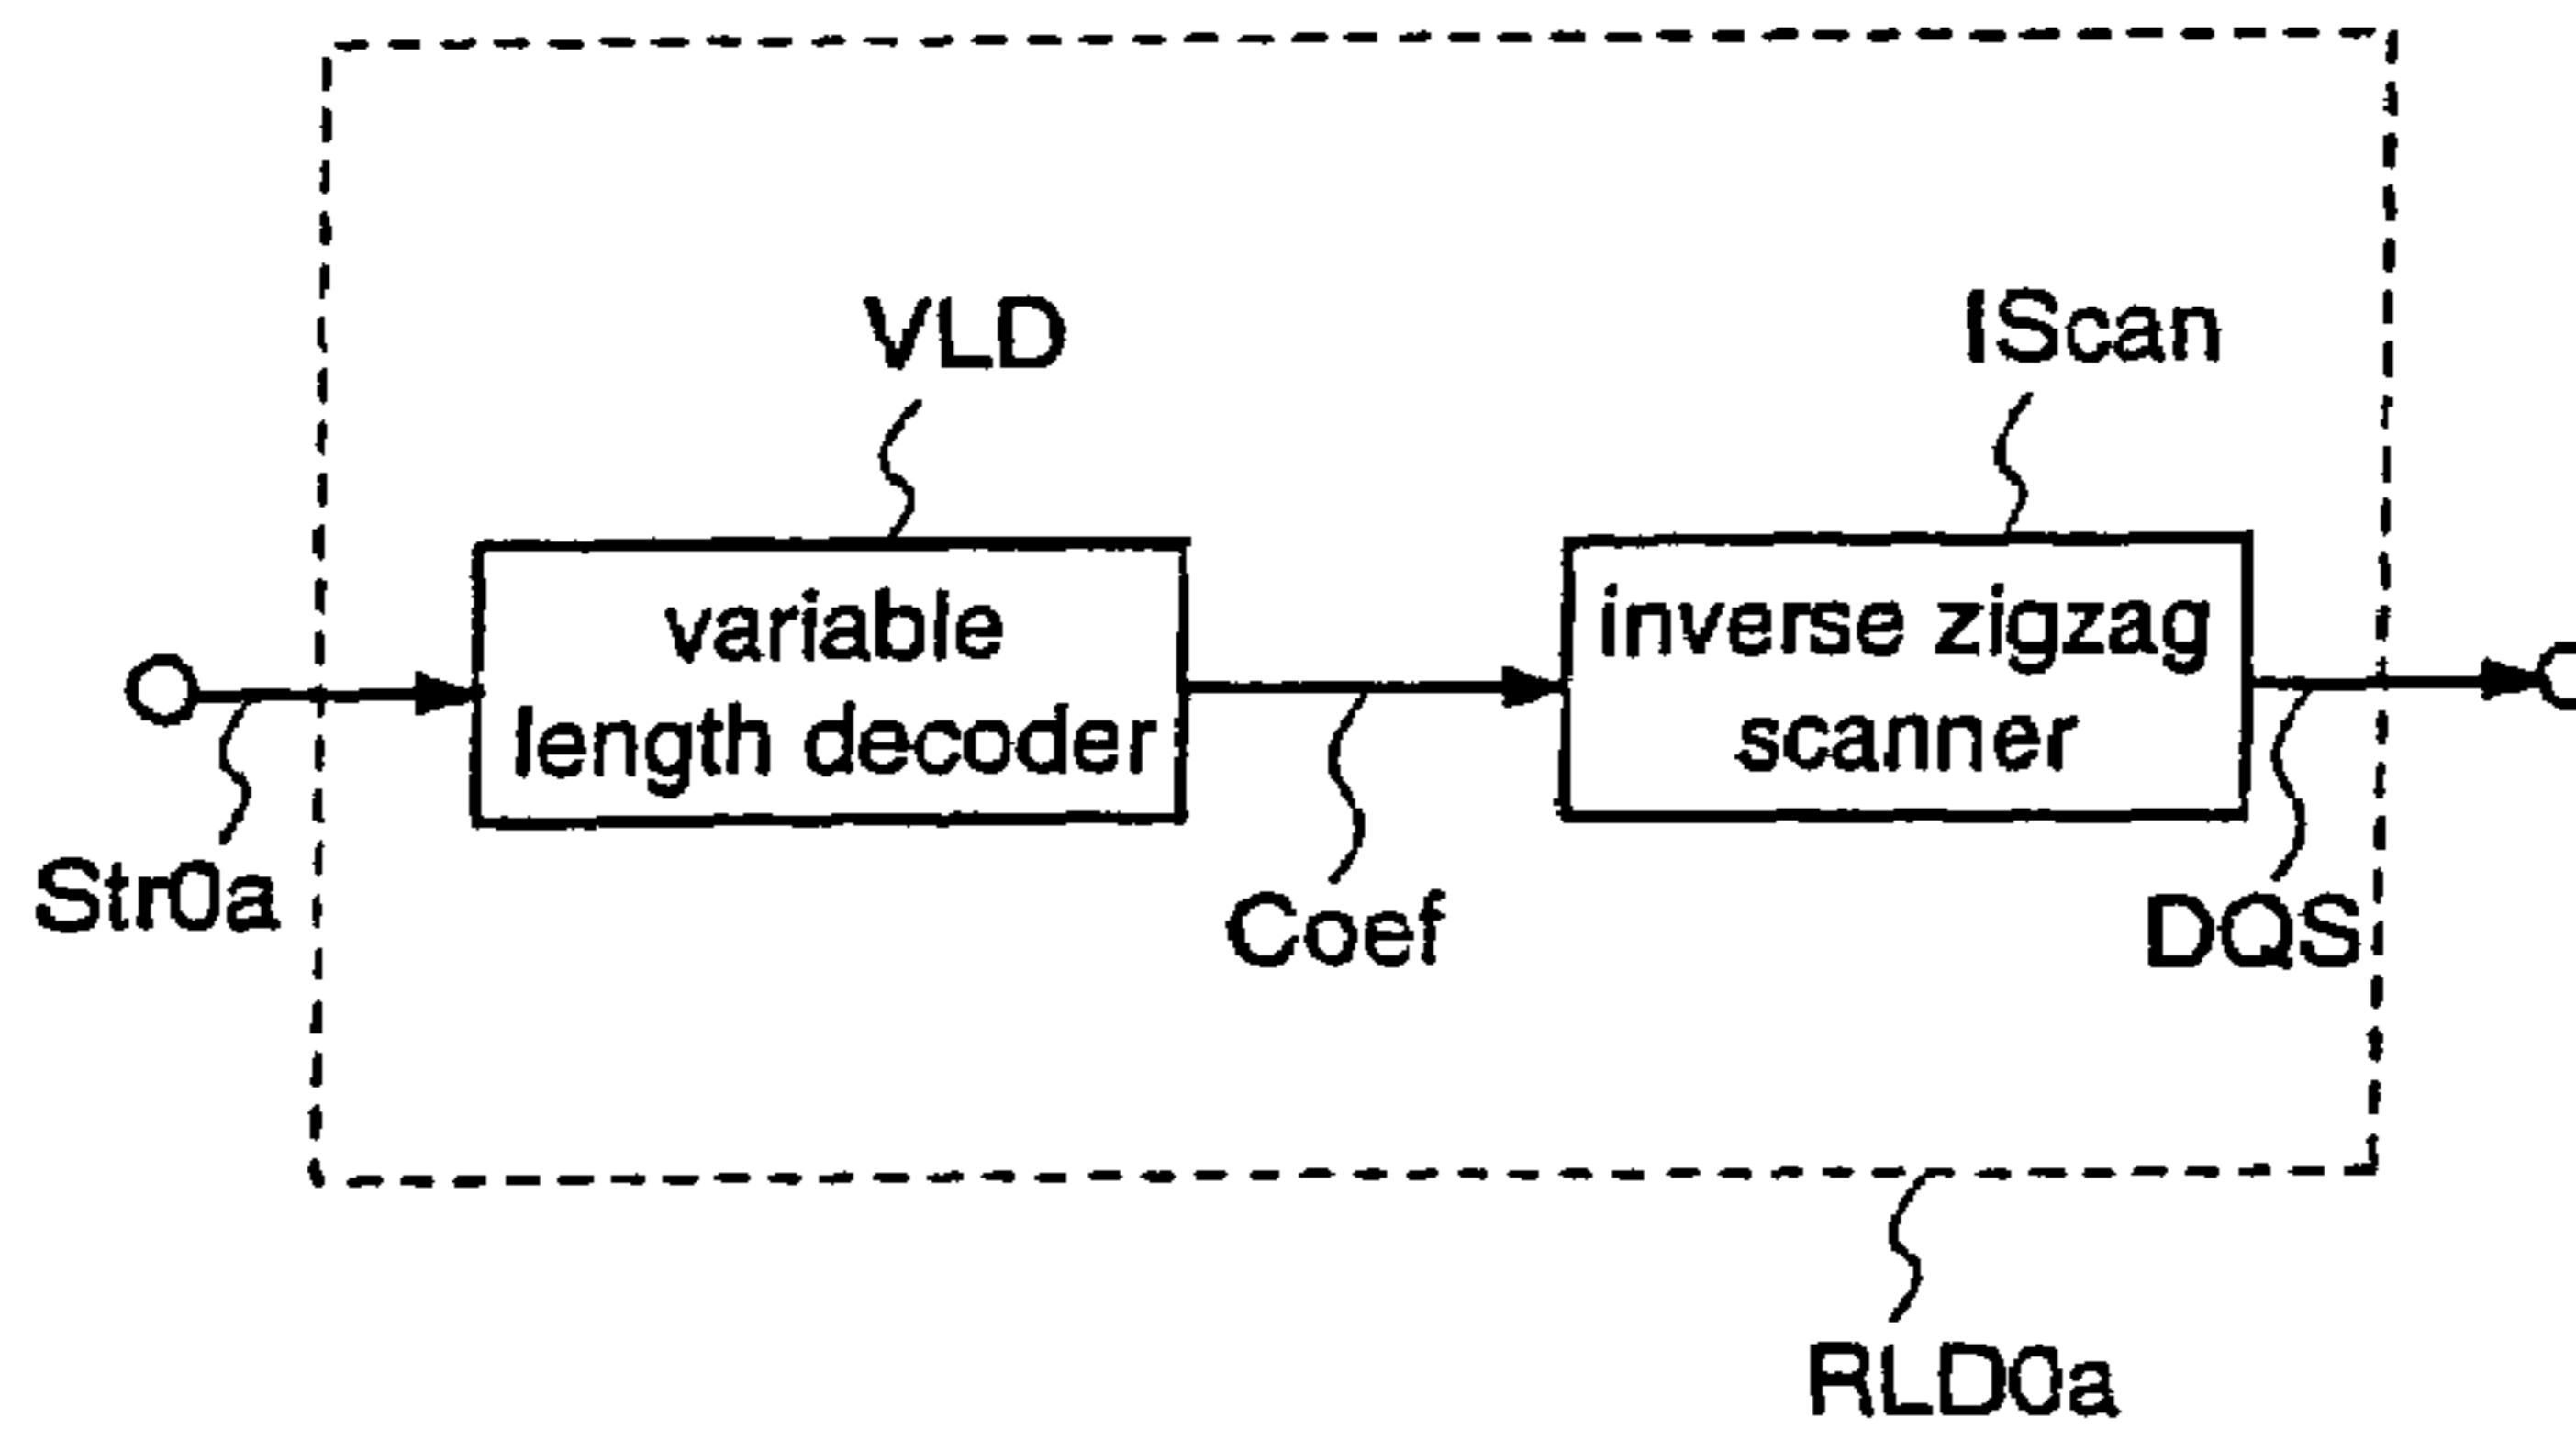 VLD
IScan
variable
length decoder
inverse zigzag
scanner
Str0a
Coef
DQS
RLD0a